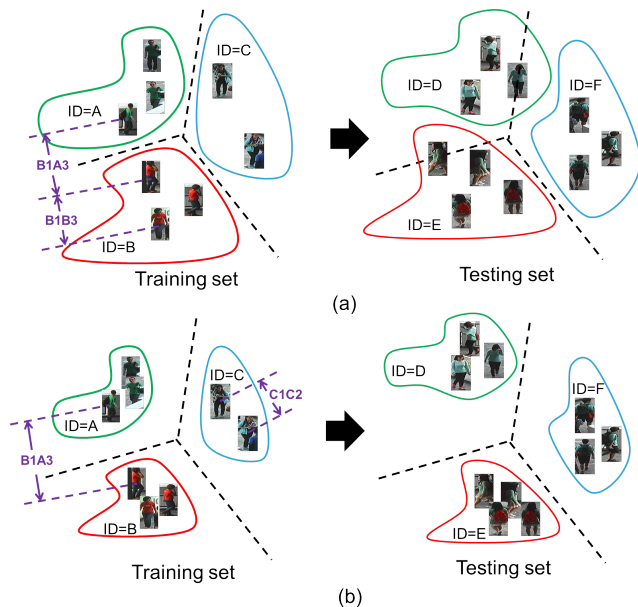 ID=C
ID=A
B1A3
B1B3
ID=B
Training set
ID=D
ID=F
ID=E
Testing set
(a)
ID=C
C1C2
ID=A
B1A3
ID=B
Training set
ID=D
ID=F
ID=E
Testing set
(b)